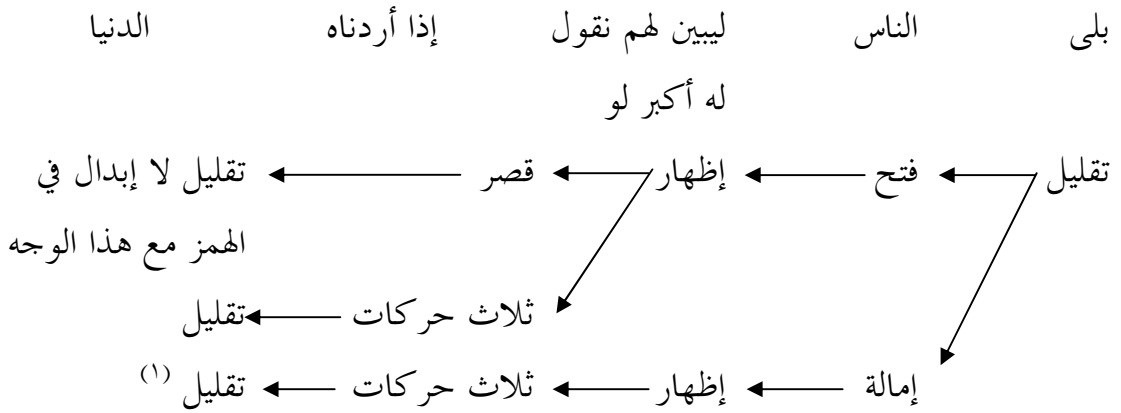 بلى الناس ليبين لهم نقول إذا أردناه الدنيا
له أكبر لو
تقليل فتح إظهار قصر تقليل لا إبدال في
الهمز مع هذا الوجه
ثلاث حركات تقليل
إمالة إظهار ثلاث حركات تقليل (١)